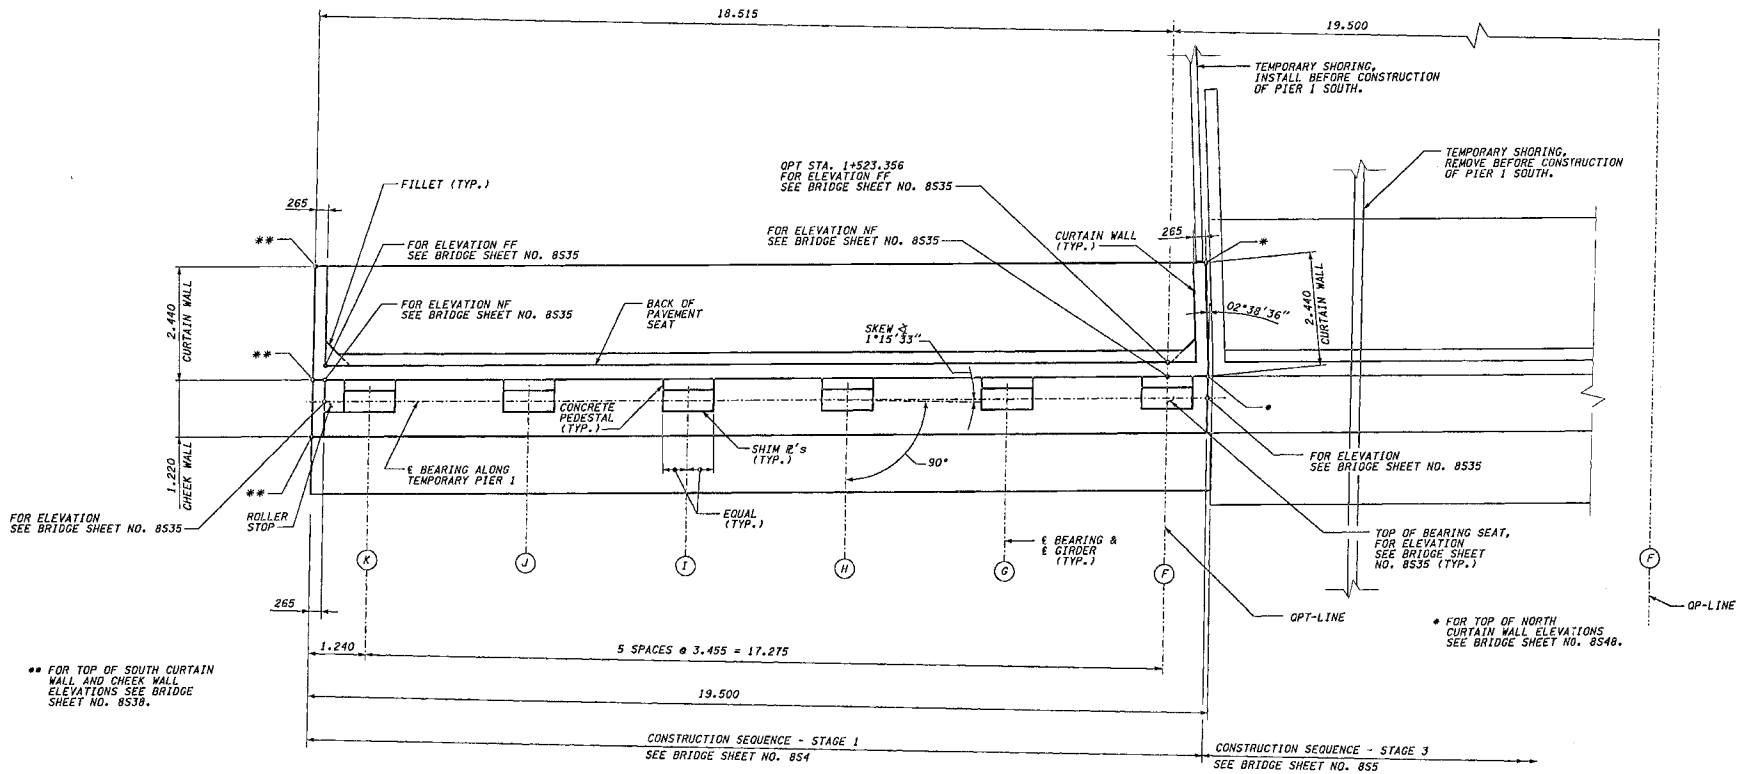 18.515
19.500
TEMPORARY SHORING,
INSTALL BEFORE CONSTRUCTION
OF PIER 1 SOUTH.
TEMPORARY SHORING,
REMOVE BEFORE CONSTRUCTION
OF PIER 1 SOUTH.
QPT STA. 1+523.356
FOR ELEVATION FF
SEE BRIDGE SHEET NO. 8S35
FILLET (TYP.)
265
**
FOR ELEVATION FF
SEE BRIDGE SHEET NO. 8S35
FOR ELEVATION NF
SEE BRIDGE SHEET NO. 8S35
CURTAIN WALL
(TYP.)
265
*
2.440
CURTAIN WALL
FOR ELEVATION NF
SEE BRIDGE SHEET NO. 8S35
BACK OF
PAVEMENT
SEAT
SKEW ∢
1°15'33"
02°38'36"
2.440
CURTAIN WALL
**
CONCRETE
PEDESTAL
(TYP.)
*
1.220
CHEEK WALL
**
℄ BEARING ALONG
TEMPORARY PIER 1
SHIM ℞'s
(TYP.)
90°
FOR ELEVATION
SEE BRIDGE SHEET NO. 8S35
FOR ELEVATION
SEE BRIDGE SHEET NO. 8S35
ROLLER
STOP
EQUAL
(TYP.)
℄ BEARING &
℄ GIRDER
(TYP.)
TOP OF BEARING SEAT,
FOR ELEVATION
SEE BRIDGE SHEET
NO. 8S35 (TYP.)
K
J
I
H
G
F
F
265
QPT-LINE
QP-LINE
* FOR TOP OF NORTH
CURTAIN WALL ELEVATIONS
SEE BRIDGE SHEET NO. 8S48.
1.240
5 SPACES @ 3.455 = 17.275
** FOR TOP OF SOUTH CURTAIN
WALL AND CHEEK WALL
ELEVATIONS SEE BRIDGE
SHEET NO. 8S38.
19.500
CONSTRUCTION SEQUENCE - STAGE 1
SEE BRIDGE SHEET NO. 8S4
CONSTRUCTION SEQUENCE - STAGE 3
SEE BRIDGE SHEET NO. 8S5